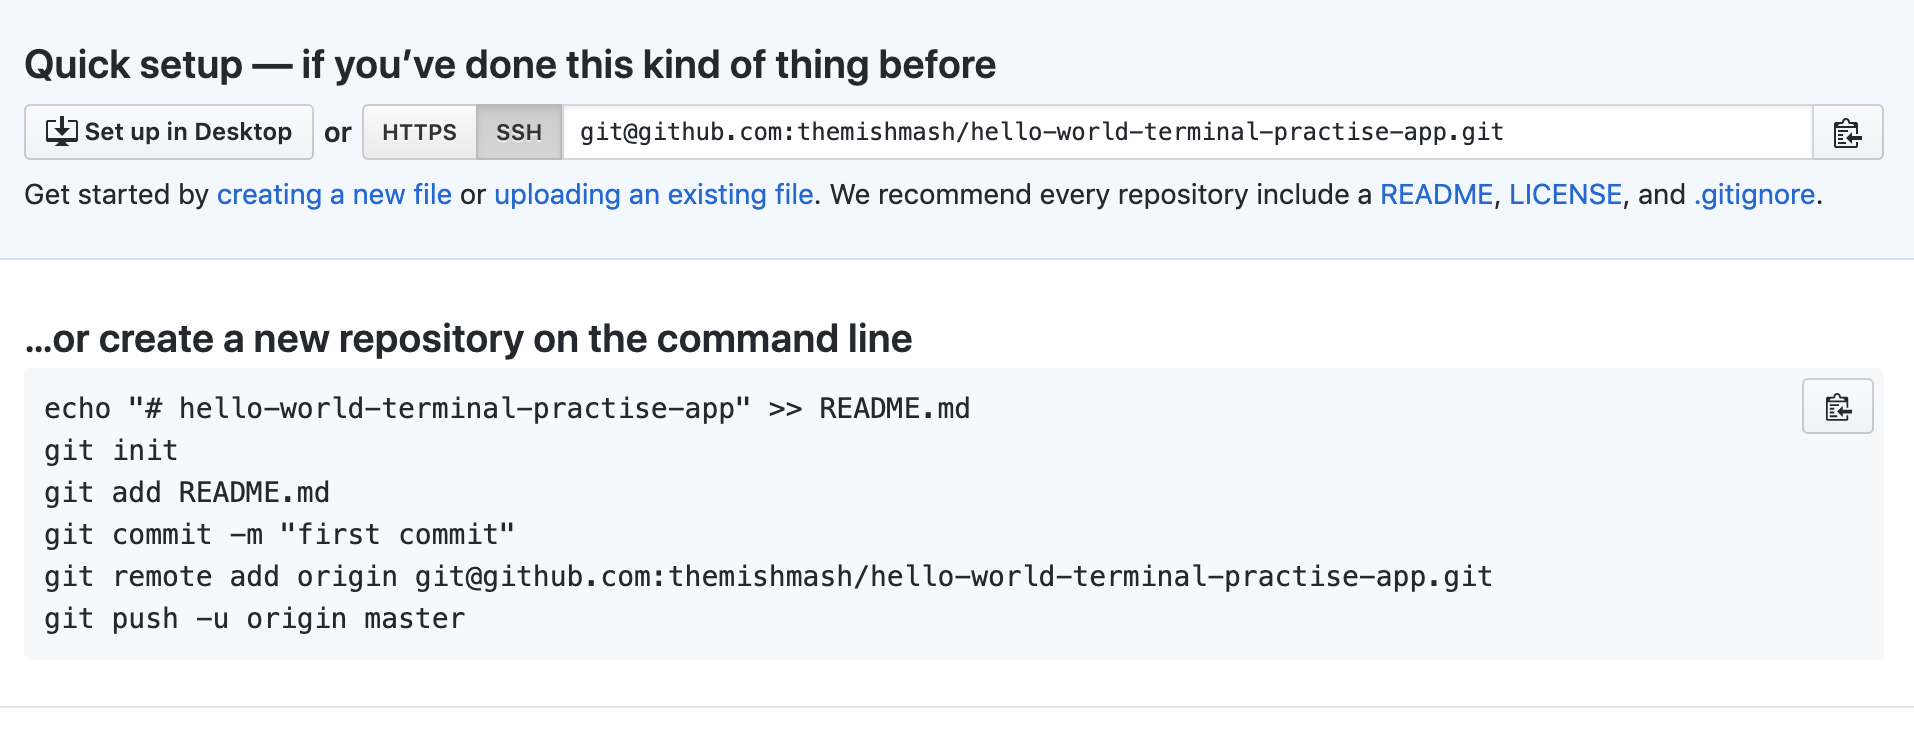 Quick setup — if you’ve done this kind of thing before
Set up in Desktop or HTTPS SSH git@github.com:themishmash/hello-world-terminal-practise-app.git
Get started by creating a new file or uploading an existing file. We recommend every repository include a README, LICENSE, and .gitignore.
…or create a new repository on the command line
echo "# hello-world-terminal-practise-app" >> README.md
git init
git add README.md
git commit -m "first commit"
git remote add origin git@github.com:themishmash/hello-world-terminal-practise-app.git
git push -u origin master